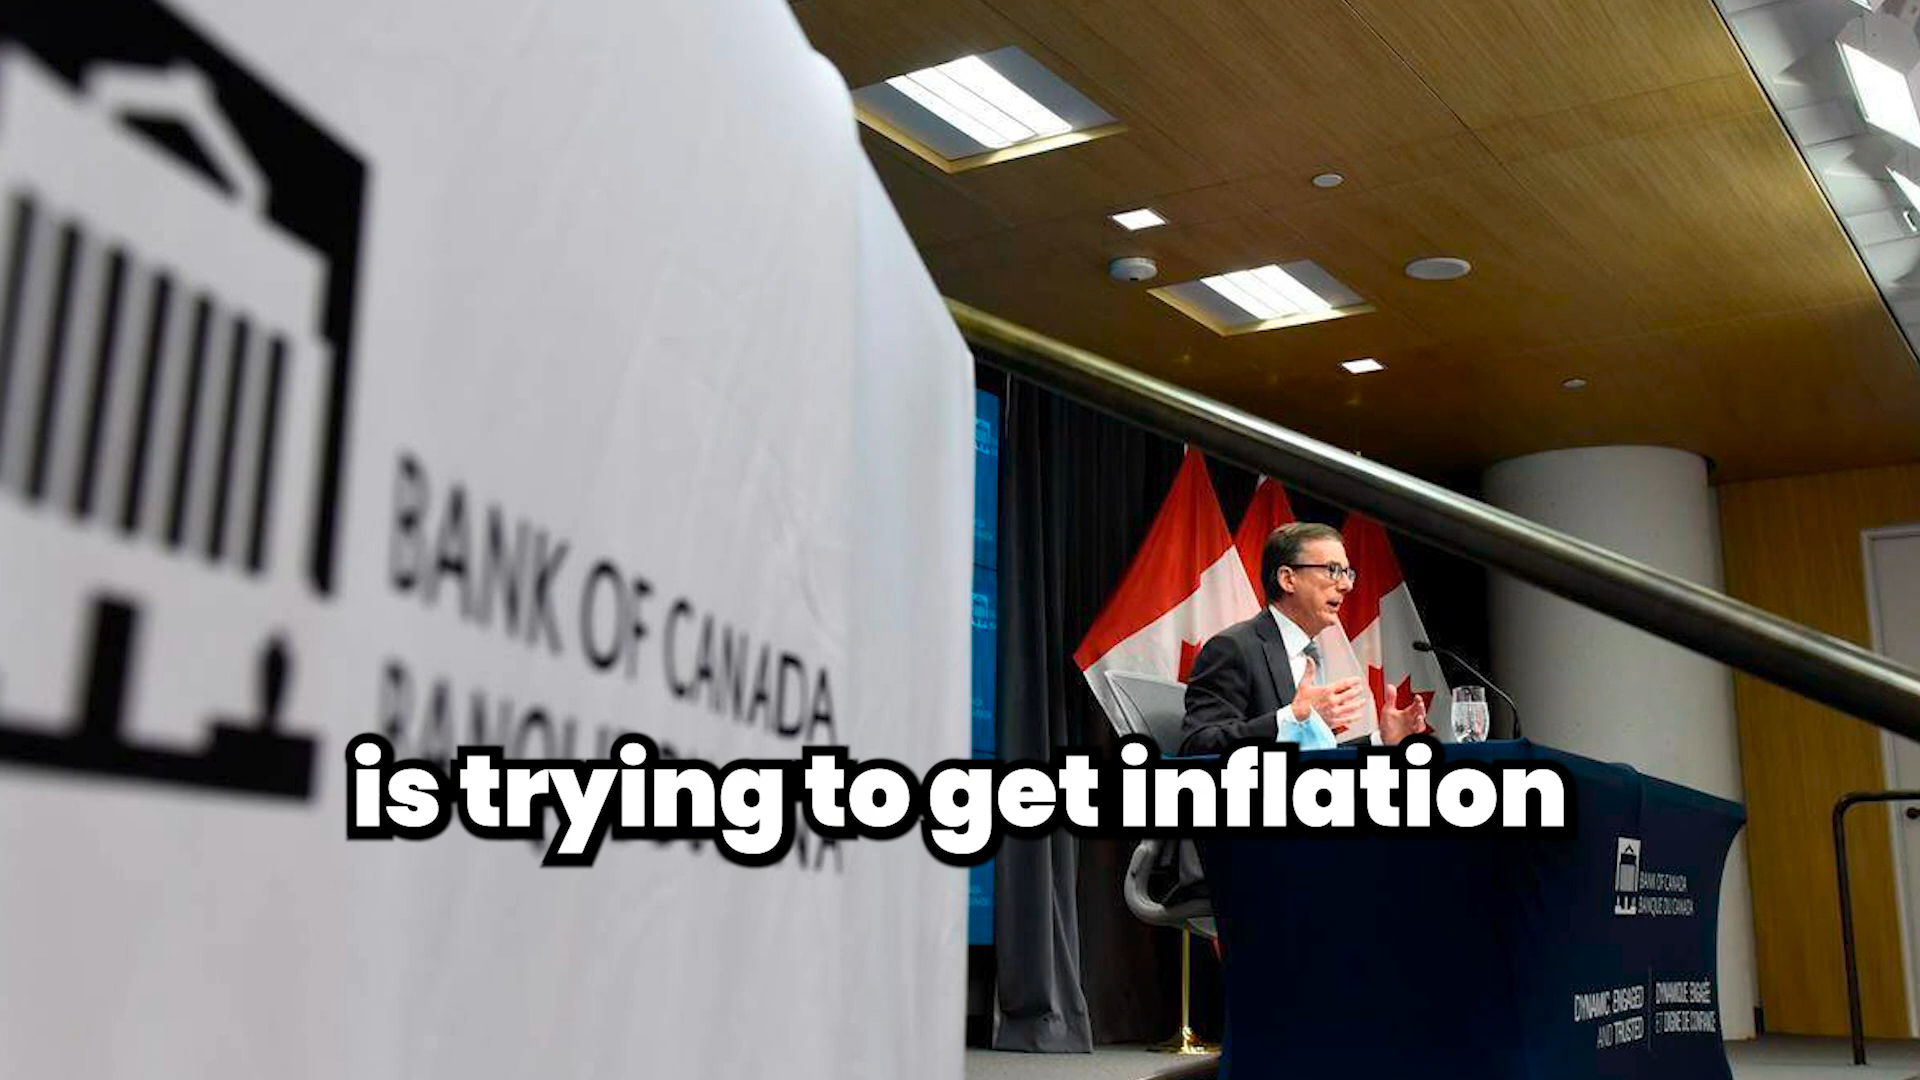 BANK OF CANADA
is trying to get inflation
BANK OF CANADA
BANQUE DU CANADA
DYNAMIC, ENGAGED
AND TRUSTED
DYNAMIQUE, ENGAGÉE
ET DIGNE DE CONFIANCE